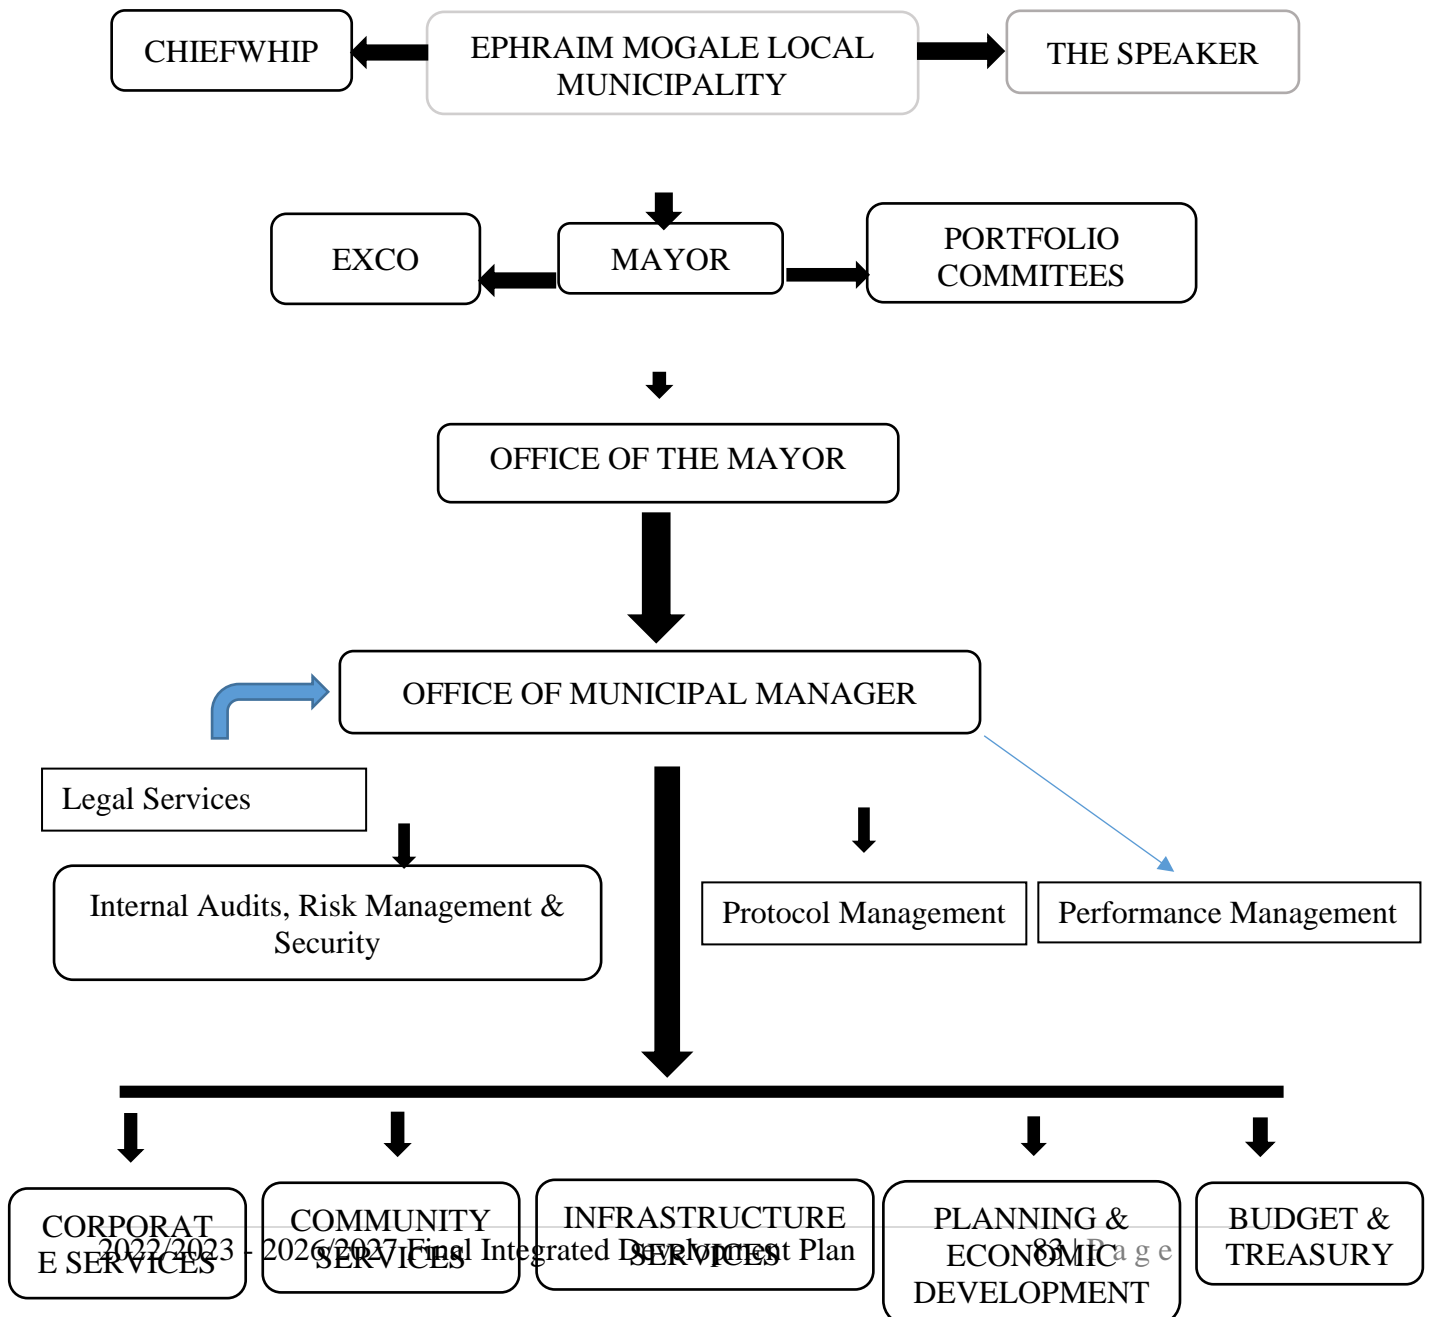 CHIEFWHIP
EPHRAIM MOGALE LOCAL
MUNICIPALITY
THE SPEAKER
EXCO
MAYOR
PORTFOLIO
COMMITEES
OFFICE OF THE MAYOR
OFFICE OF MUNICIPAL MANAGER
Legal Services
Internal Audits, Risk Management &
Security
Protocol Management
Performance Management
CORPORAT
E SERVICES
COMMUNITY
SERVICES
INFRASTRUCTURE
SERVICES
PLANNING &
ECONOMIC
DEVELOPMENT
BUDGET &
TREASURY
2022/2023 - 2026/2027 Final Integrated Development Plan
83 | P a g e